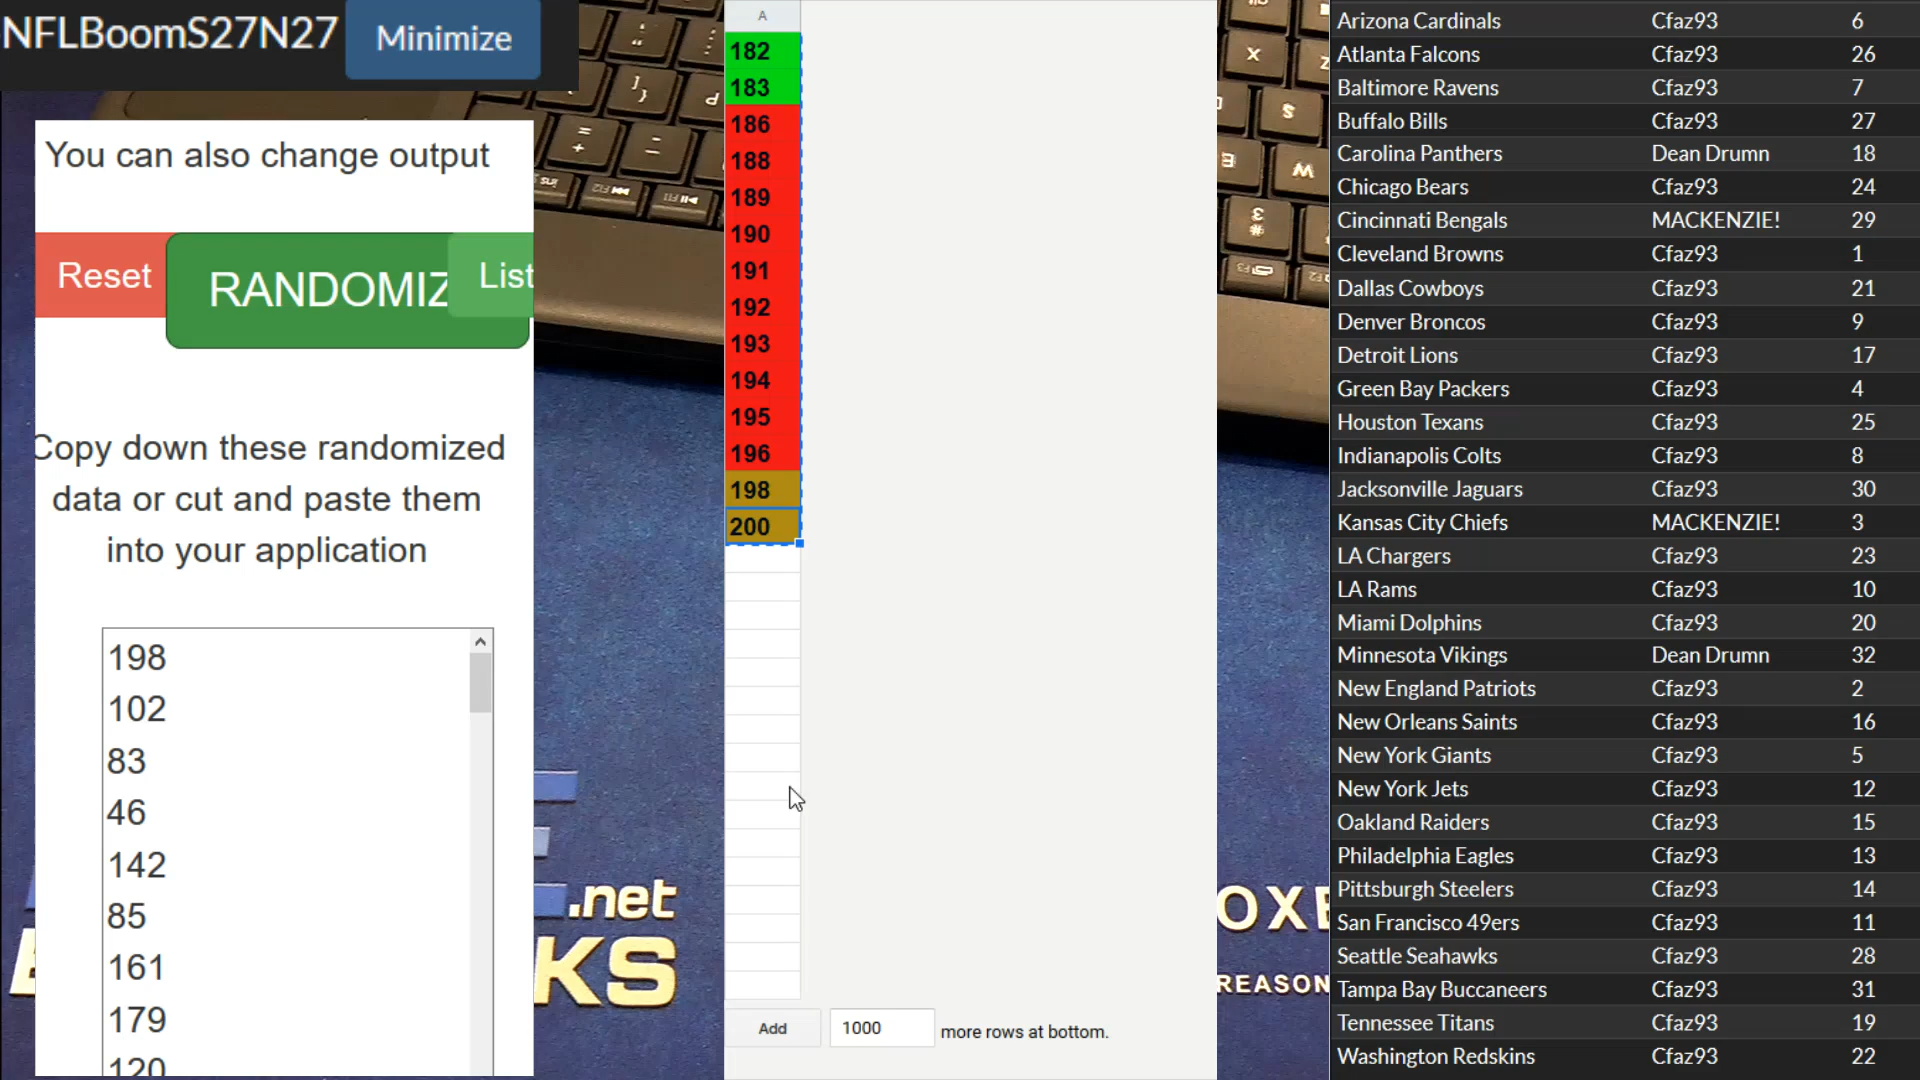 NFLBoomS27N27
Minimize
You can also change output
Reset
RANDOMIZ
List
Copy down these randomized
data or cut and paste them
into your application
198
102
83
46
142
85
161
179
120
A
182
183
186
188
189
190
191
192
193
194
195
196
198
200
Add 1000 more rows at bottom.
.net
KS
OXE
REASON
Arizona Cardinals Cfaz93 6
Atlanta Falcons Cfaz93 26
Baltimore Ravens Cfaz93 7
Buffalo Bills Cfaz93 27
Carolina Panthers Dean Drumn 18
Chicago Bears Cfaz93 24
Cincinnati Bengals MACKENZIE! 29
Cleveland Browns Cfaz93 1
Dallas Cowboys Cfaz93 21
Denver Broncos Cfaz93 9
Detroit Lions Cfaz93 17
Green Bay Packers Cfaz93 4
Houston Texans Cfaz93 25
Indianapolis Colts Cfaz93 8
Jacksonville Jaguars Cfaz93 30
Kansas City Chiefs MACKENZIE! 3
LA Chargers Cfaz93 23
LA Rams Cfaz93 10
Miami Dolphins Cfaz93 20
Minnesota Vikings Dean Drumn 32
New England Patriots Cfaz93 2
New Orleans Saints Cfaz93 16
New York Giants Cfaz93 5
New York Jets Cfaz93 12
Oakland Raiders Cfaz93 15
Philadelphia Eagles Cfaz93 13
Pittsburgh Steelers Cfaz93 14
San Francisco 49ers Cfaz93 11
Seattle Seahawks Cfaz93 28
Tampa Bay Buccaneers Cfaz93 31
Tennessee Titans Cfaz93 19
Washington Redskins Cfaz93 22